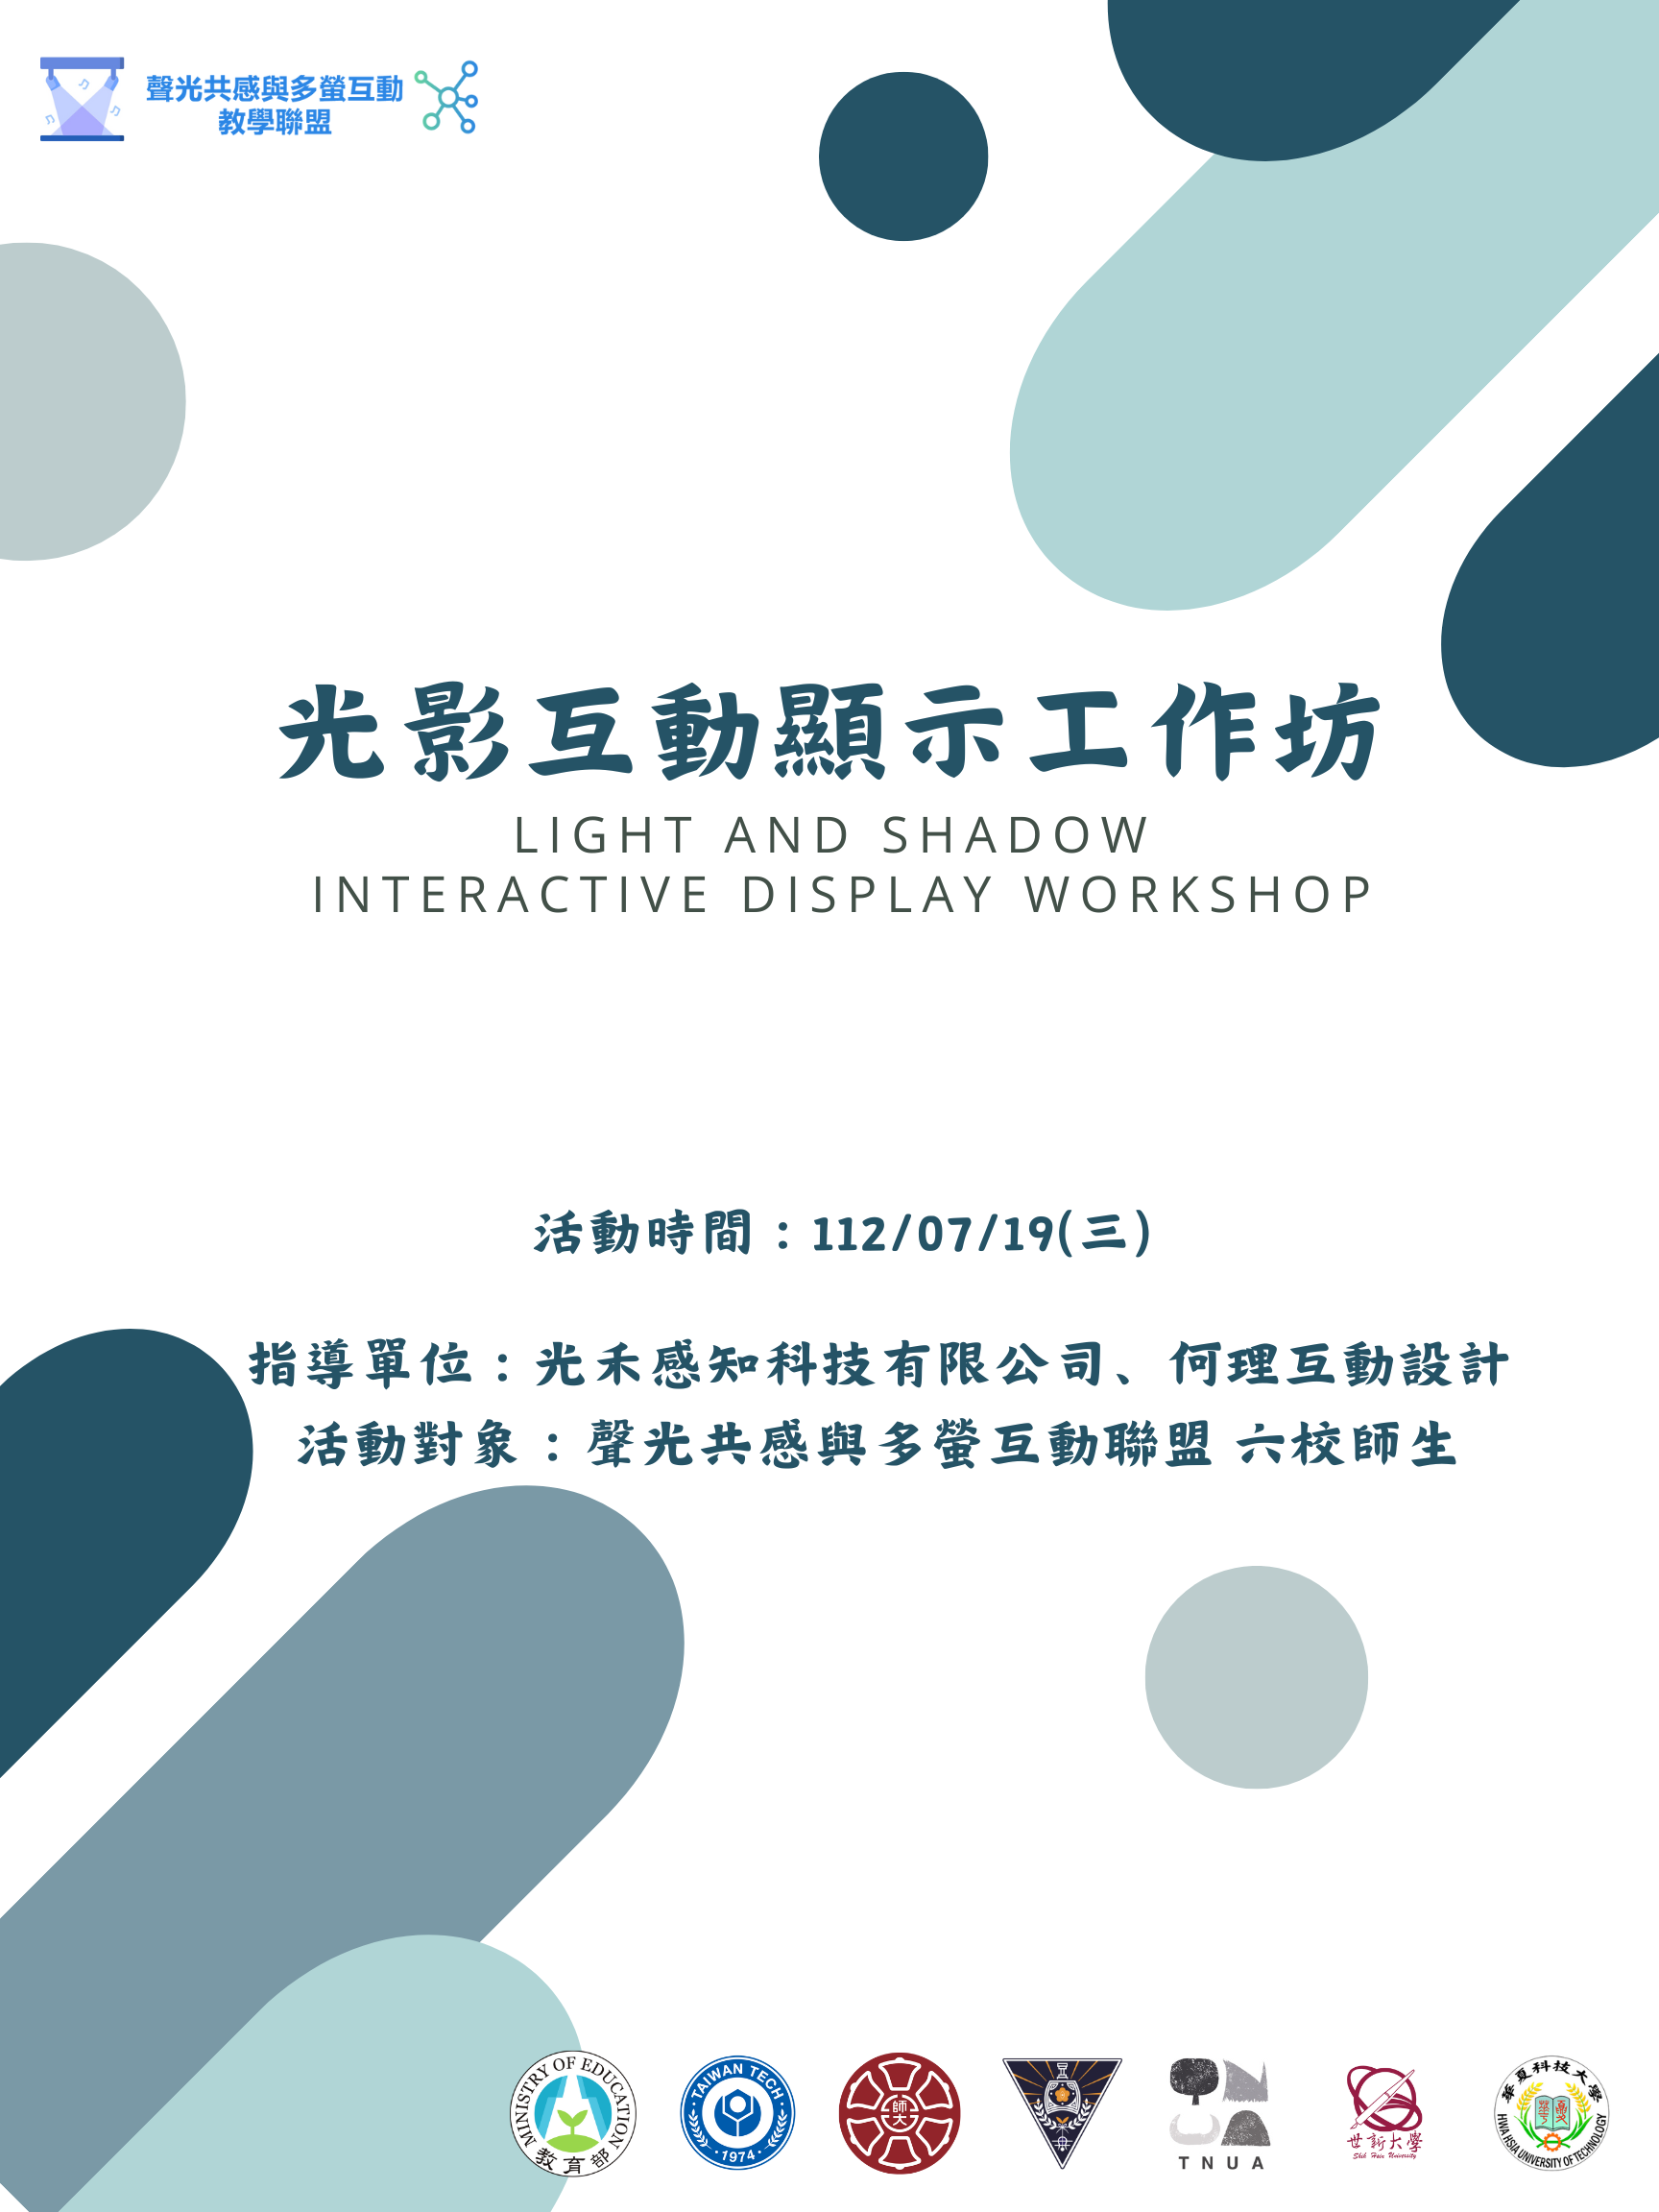 聲光共感與多螢互動
教學聯盟
光影互動顯示工作坊
LIGHT AND SHADOW
INTERACTIVE DISPLAY WORKSHOP
活動時間：112/07/19(三)
指導單位：光禾感知科技有限公司、何理互動設計
活動對象：聲光共感與多螢互動聯盟 六校師生
MINISTRY OF EDUCATION
教育部
TAIWAN TECH
1974
師大
TNUA
世新大學
Shih Hsin University
華夏科技大學
HWA HSIA UNIVERSITY OF TECHNOLOGY